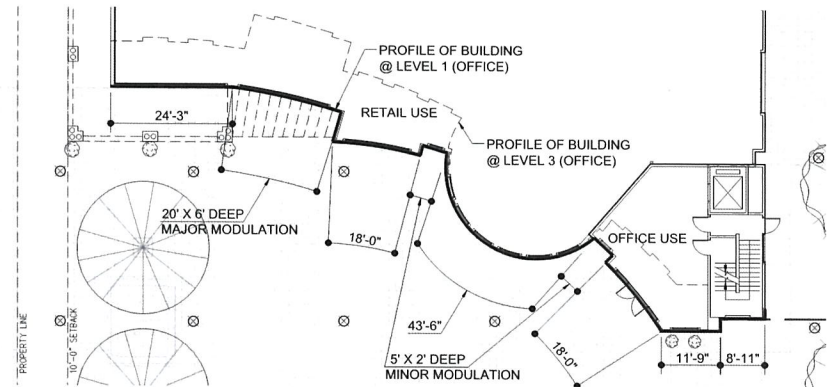 PROFILE OF BUILDING
@ LEVEL 1 (OFFICE)
24'-3"
RETAIL USE
PROFILE OF BUILDING
@ LEVEL 3 (OFFICE)
20' X 6' DEEP
MAJOR MODULATION
18'-0"
OFFICE USE
43'-6"
5' X 2' DEEP
MINOR MODULATION
18'-0"
11'-9"
8'-11"
PROPERTY LINE
10'-0" SETBACK